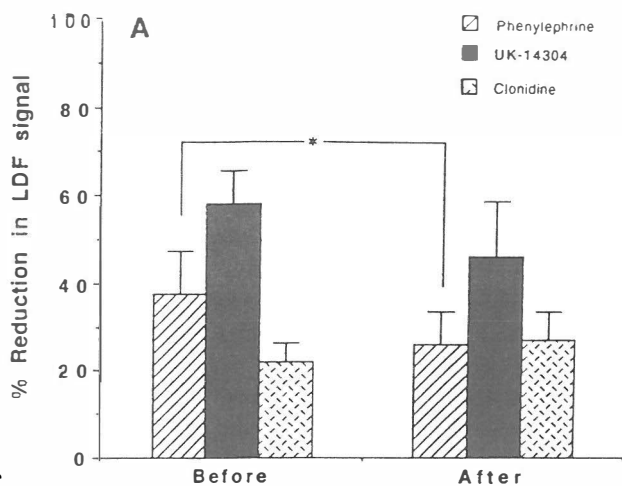 A
Phenylephrine
UK-14304
Clonidine
% Reduction in LDF signal
100
80
60
40
20
0
*
Before
After